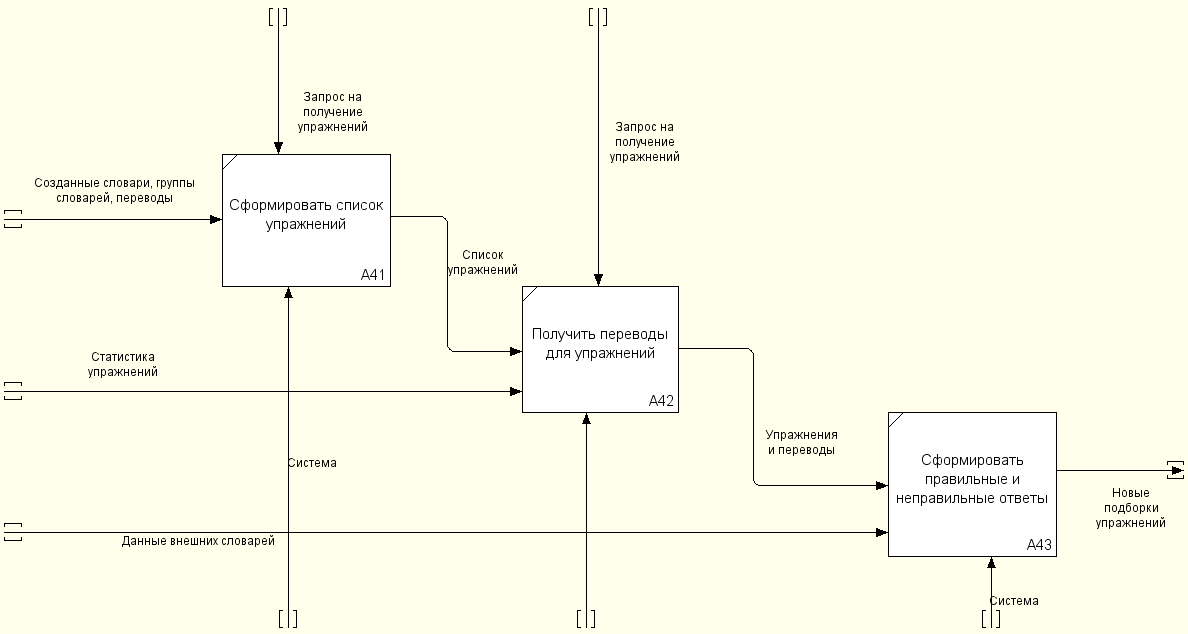 Запрос на
получение
упражнений
Запрос на
получение
упражнений
Созданные словари, группы
словарей, переводы
Сформировать список
упражнений
A41
Список
упражнений
Получить переводы
для упражнений
A42
Статистика
упражнений
Упражнения
и переводы
Сформировать
правильные и
неправильные ответы
A43
Система
Новые
подборки
упражнений
Данные внешних словарей
Система